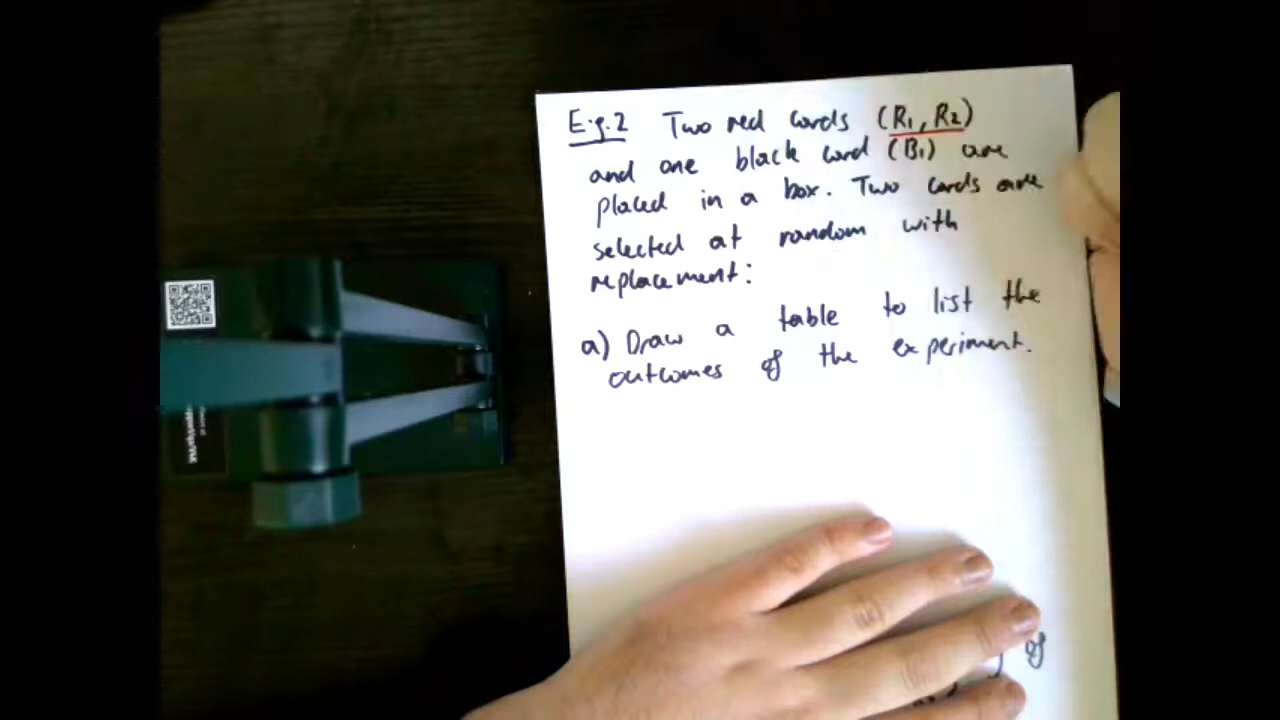 E.g.2 Two red cards (R1, R2)
and one black card (B1) are
placed in a box. Two cards are
selected at random with
replacement:
a) Draw a table to list the
outcomes of the experiment.
of